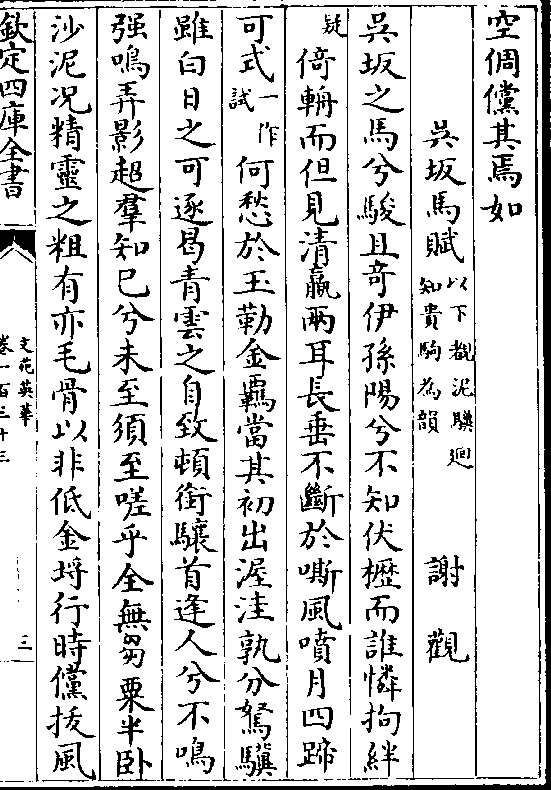 空倜儻其焉如
吳坂馬賦以下覩泥騏迴知貴駒為韻 謝觀
吳坂之馬兮駿且竒伊孫陽兮不知伏櫪而誰憐拘絆
疑倚輈而但見清羸兩耳長垂不斷於嘶風噴月四蹄
可式一作試何愁於玉勒金羈當其初出渥洼孰分駑驥
雖白日之可逐曷青雲之自致頓銜驤首逢人兮不鳴
强鳴弄影超羣知已兮未至須至嗟乎全無芻粟半卧
沙泥况精靈之粗有亦毛骨以非低金埓行時儻拔風
欽定四庫全書
文苑英華
卷一百三十三
三